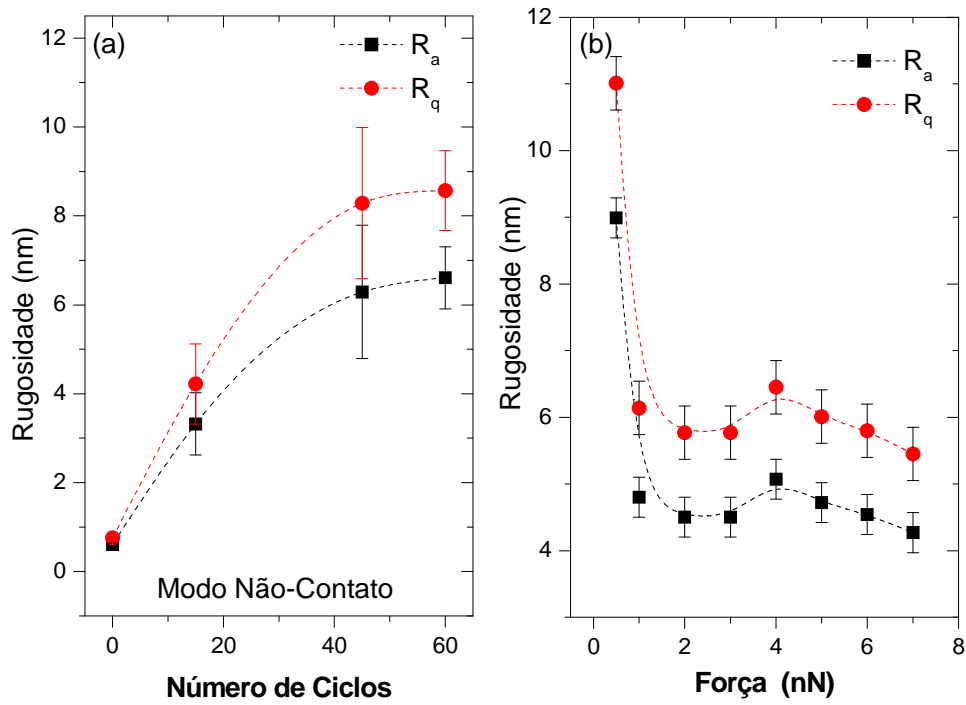 (a)
R_a
R_q
12
10
8
6
4
2
0
Rugosidade (nm)
Modo Não-Contato
0 20 40 60
Número de Ciclos
(b)
R_a
R_q
12
10
8
6
4
Rugosidade (nm)
0 2 4 6 8
Força (nN)